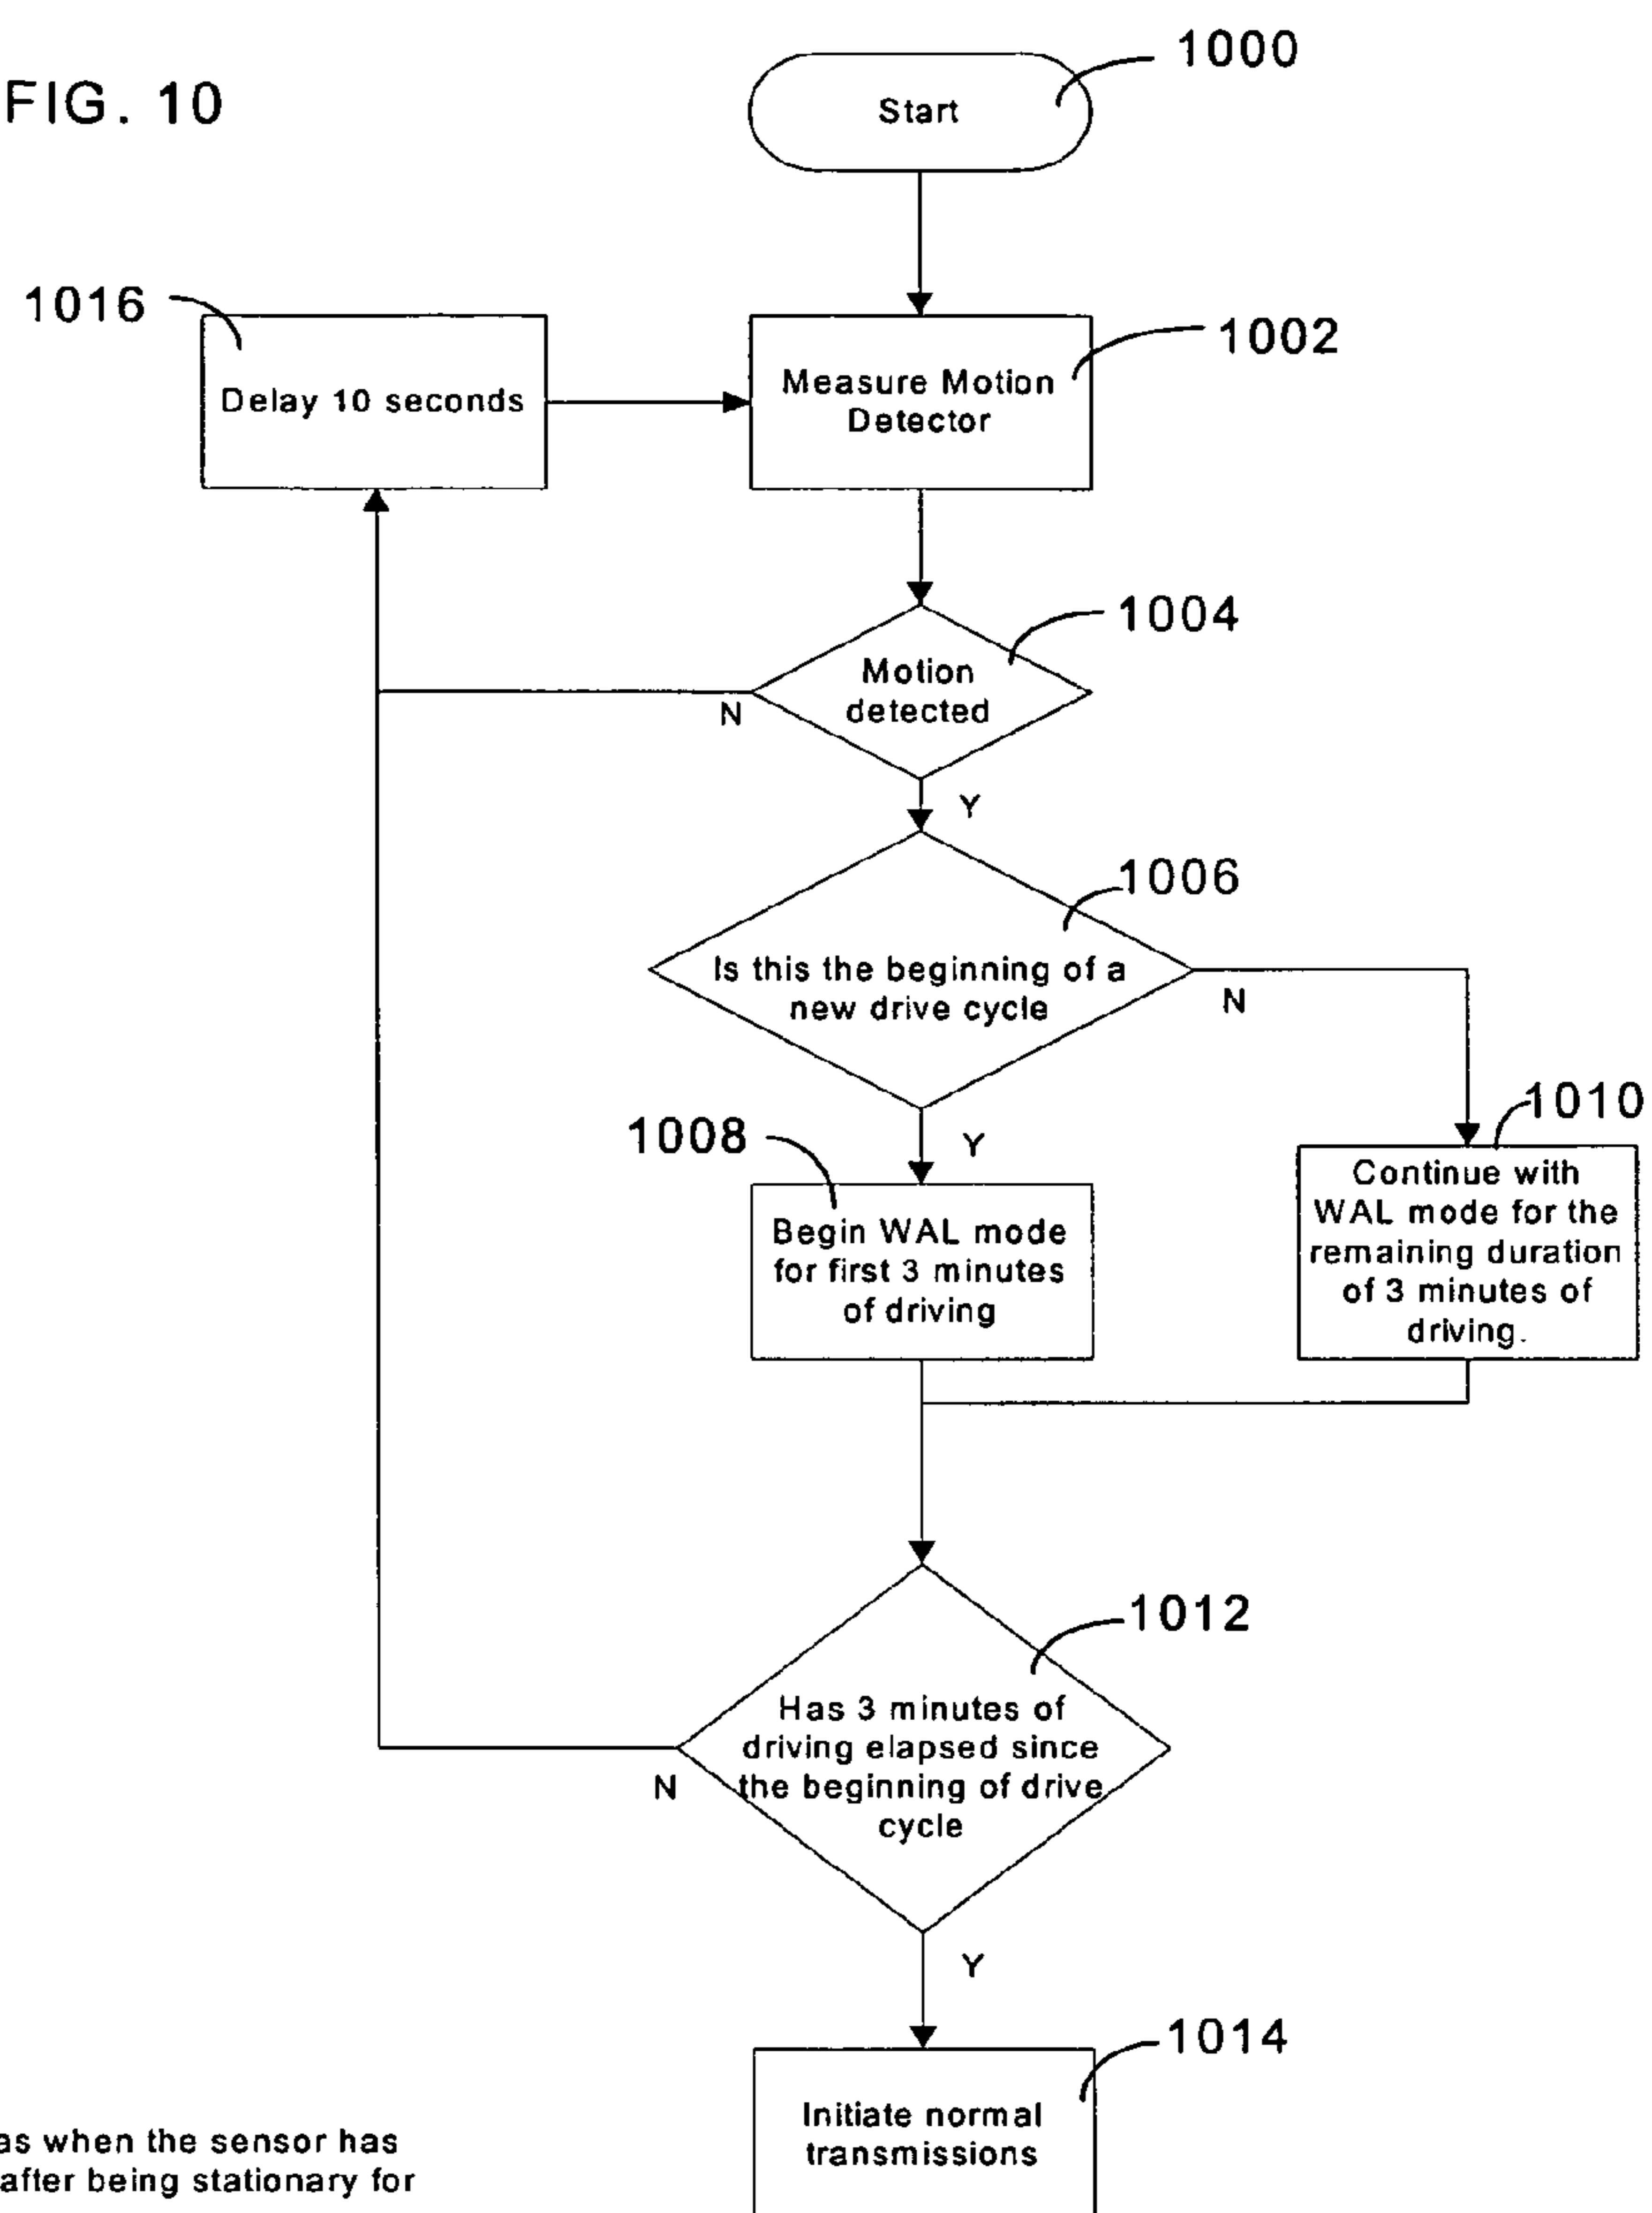 FIG. 10
1000
Start
1016
1002
Delay 10 seconds
Measure Motion
Detector
1004
Motion
detected
N
Y
1006
Is this the beginning of a
new drive cycle
N
1010
1008
Y
Continue with
WAL mode for the
remaining duration
of 3 minutes of
driving.
Begin WAL mode
for first 3 minutes
of driving
1012
Has 3 minutes of
driving elapsed since
the beginning of drive
cycle
N
Y
1014
Initiate normal
transmissions
as when the sensor has
after being stationary for